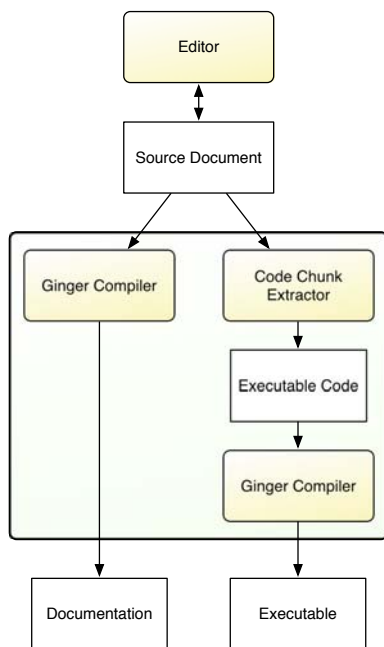 Editor
Source Document
Ginger Compiler
Code Chunk
Extractor
Executable Code
Ginger Compiler
Documentation
Executable